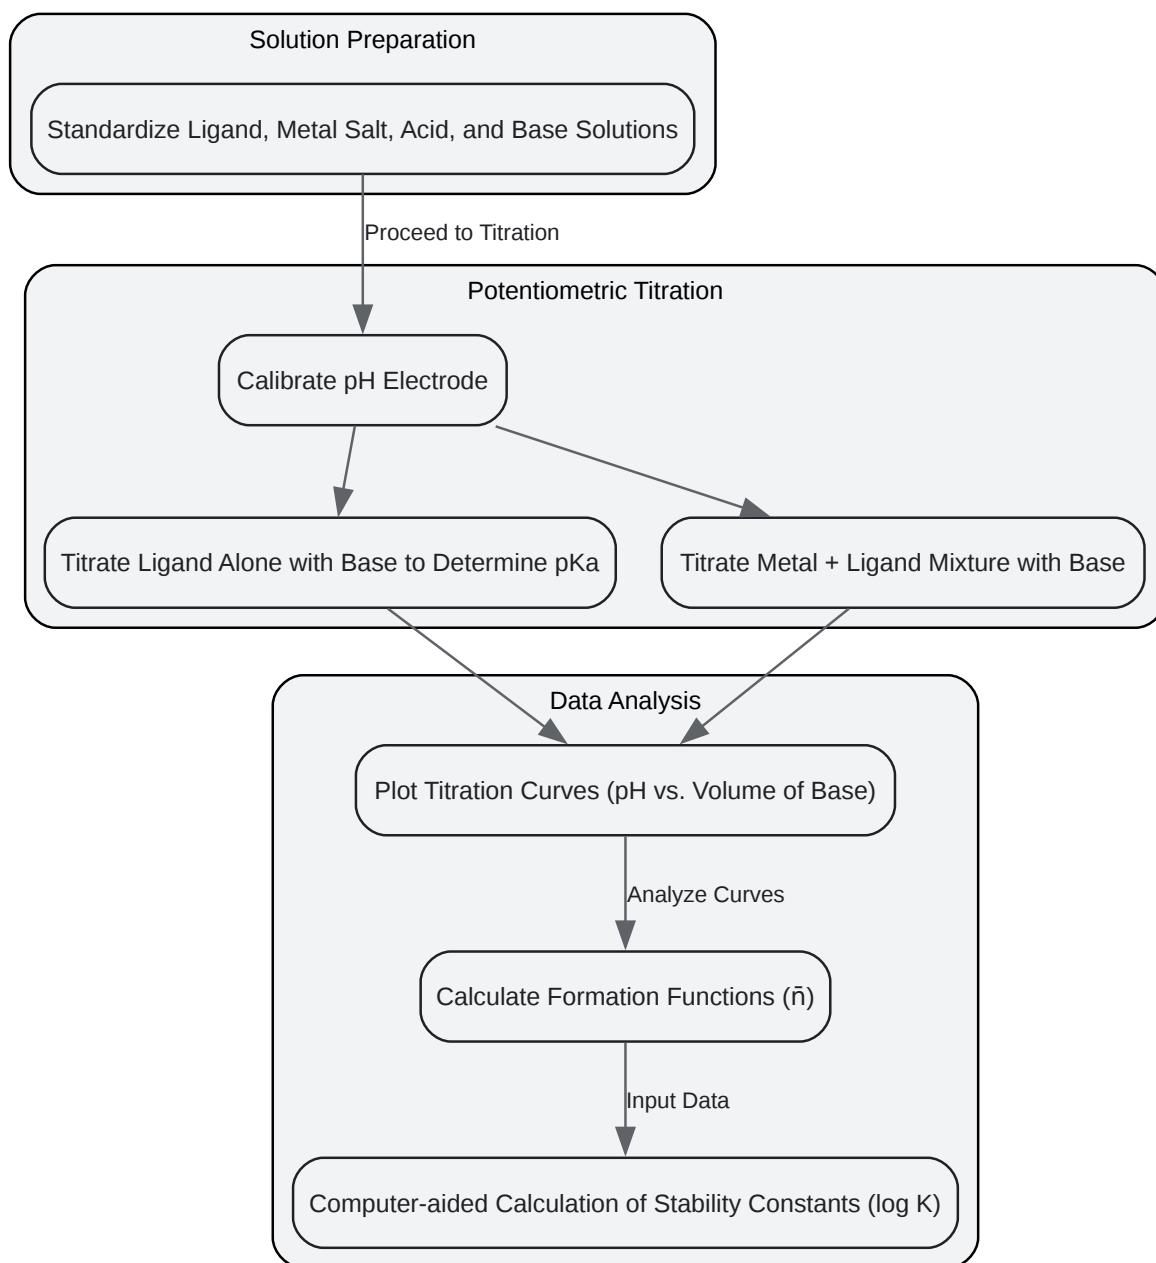 Solution Preparation
Standardize Ligand, Metal Salt, Acid, and Base Solutions
Proceed to Titration
Potentiometric Titration
Calibrate pH Electrode
Titrate Ligand Alone with Base to Determine pKa
Titrate Metal + Ligand Mixture with Base
Data Analysis
Plot Titration Curves (pH vs. Volume of Base)
Analyze Curves
Calculate Formation Functions (n̄)
Input Data
Computer-aided Calculation of Stability Constants (log K)